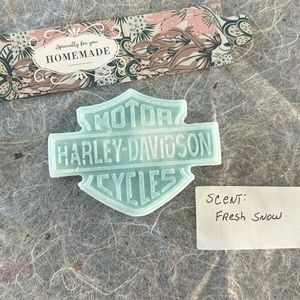 Specially for you
HOMEMADE
MOTOR
HARLEY-DAVIDSON
CYCLES
SCENT:
FRESH SNOW